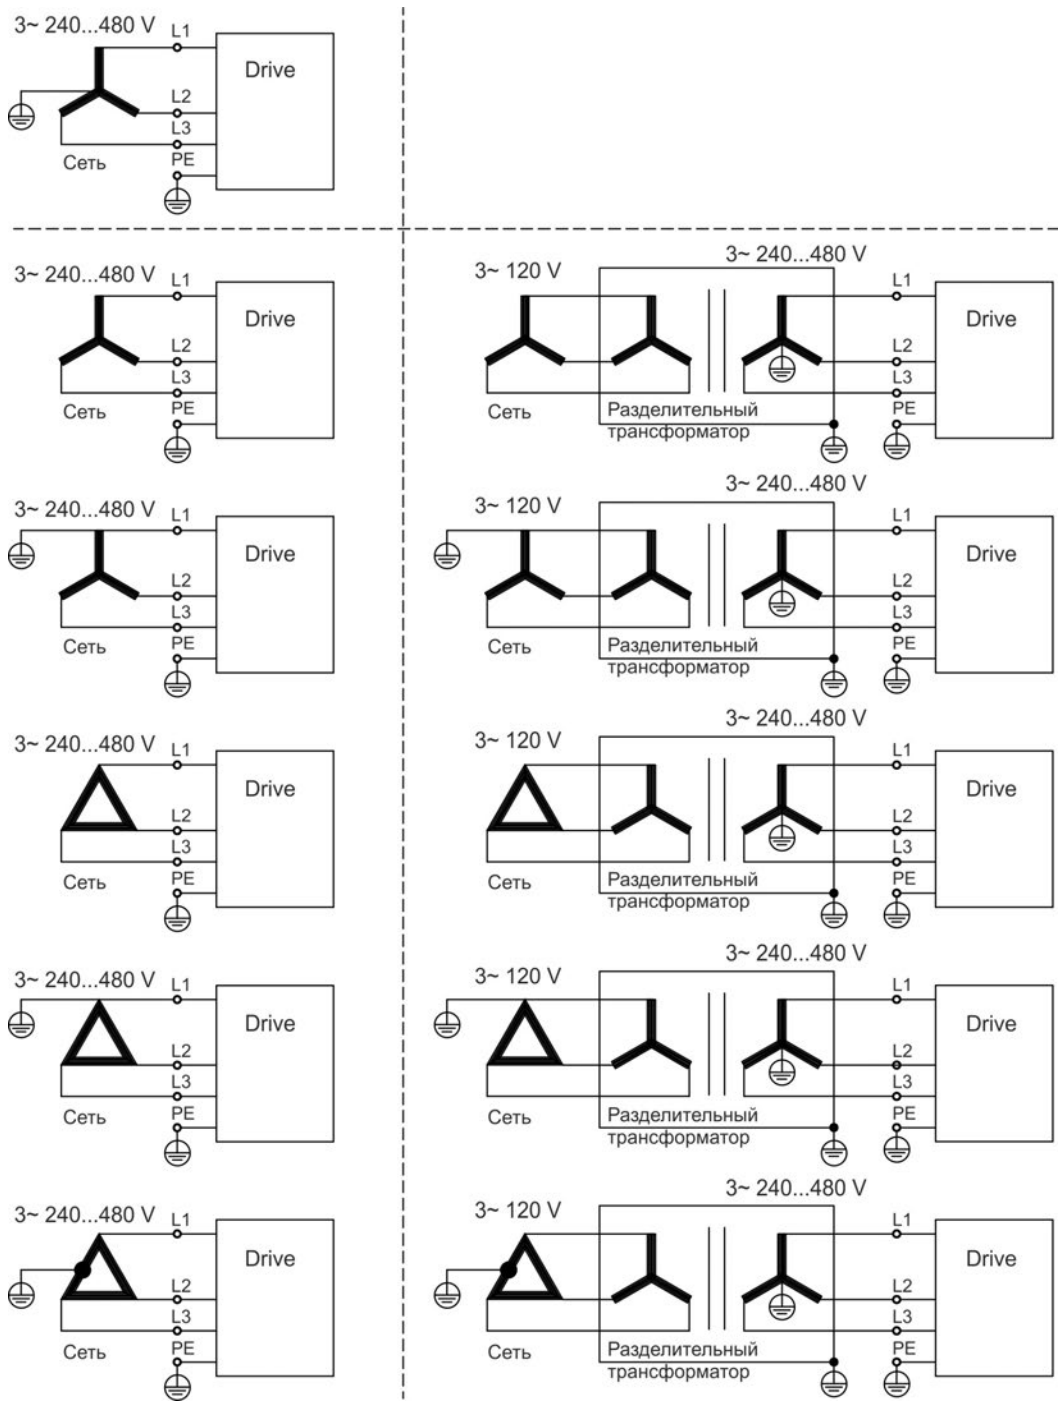 3~ 240...480 V
L1
Drive
L2
L3
Сеть
PE
3~ 240...480 V
L1
Drive
L2
L3
Сеть
PE
3~ 120 V
3~ 240...480 V
L1
Drive
L2
L3
Сеть
Разделительный
трансформатор
PE
3~ 240...480 V
L1
Drive
L2
L3
Сеть
PE
3~ 120 V
3~ 240...480 V
L1
Drive
L2
L3
Сеть
Разделительный
трансформатор
PE
3~ 240...480 V
L1
Drive
L2
L3
Сеть
PE
3~ 120 V
3~ 240...480 V
L1
Drive
L2
L3
Сеть
Разделительный
трансформатор
PE
3~ 240...480 V
L1
Drive
L2
L3
Сеть
PE
3~ 120 V
3~ 240...480 V
L1
Drive
L2
L3
Сеть
Разделительный
трансформатор
PE
3~ 240...480 V
L1
Drive
L2
L3
Сеть
PE
3~ 120 V
3~ 240...480 V
L1
Drive
L2
L3
Сеть
Разделительный
трансформатор
PE